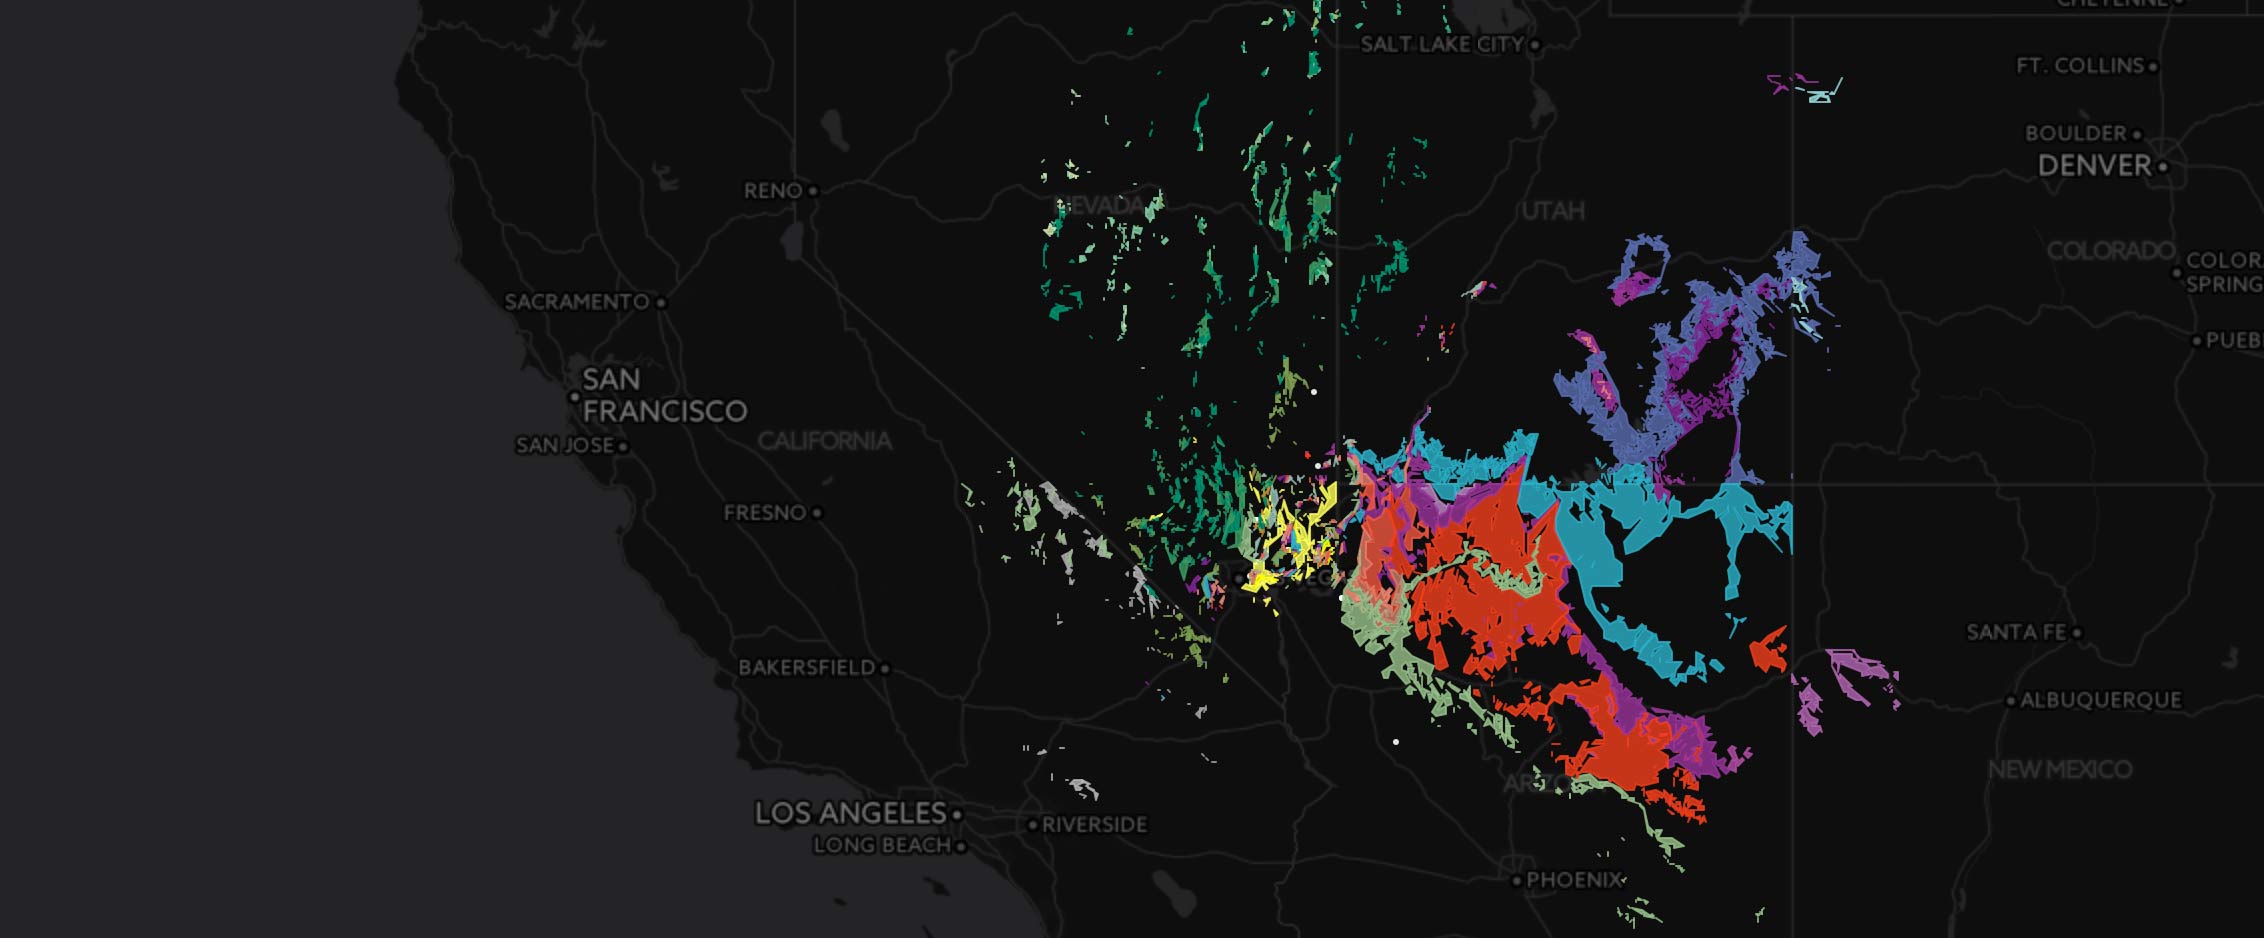 CHEYENNE
SALT LAKE CITY
FT. COLLINS
BOULDER
DENVER
RENO
NEVADA
UTAH
COLORADO
COLOR
SPRING
SACRAMENTO
PUEB
SAN
FRANCISCO
CALIFORNIA
SAN JOSE
FRESNO
SANTA FE
BAKERSFIELD
ALBUQUERQUE
NEW MEXICO
LOS ANGELES
RIVERSIDE
LONG BEACH
PHOENIX